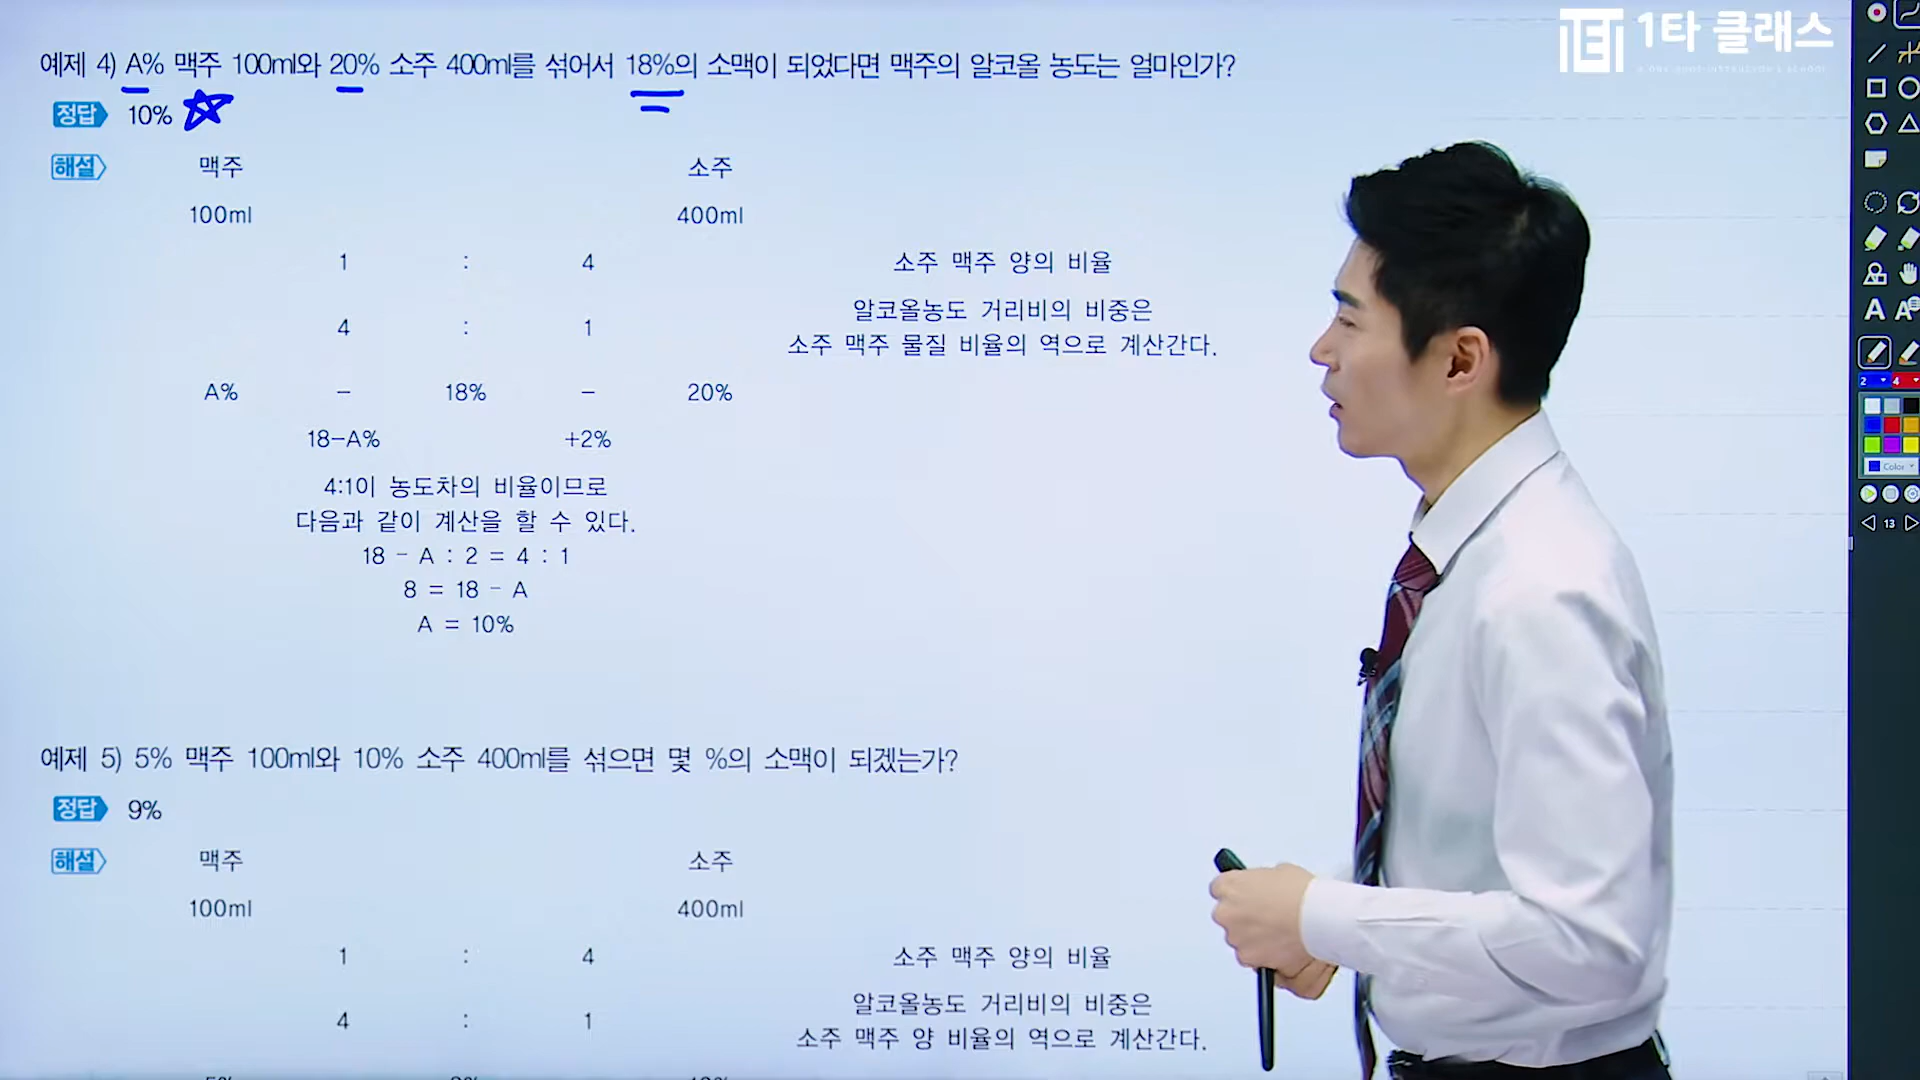 1타 클래스
예제 4) A% 맥주 100ml와 20% 소주 400ml를 섞어서 18%의 소맥이 되었다면 맥주의 알코올 농도는 얼마인가?
정답 10%
해설 맥주 소주
100ml 400ml
1 : 4 소주 맥주 양의 비율
4 : 1 알코올농도 거리비의 비중은
소주 맥주 물질 비율의 역으로 계산간다.
A% - 18% - 20%
18-A% +2%
4:1이 농도차의 비율이므로
다음과 같이 계산을 할 수 있다.
18 - A : 2 = 4 : 1
8 = 18 - A
A = 10%
예제 5) 5% 맥주 100ml와 10% 소주 400ml를 섞으면 몇 %의 소맥이 되겠는가?
정답 9%
해설 맥주 소주
100ml 400ml
1 : 4 소주 맥주 양의 비율
4 : 1 알코올농도 거리비의 비중은
소주 맥주 양 비율의 역으로 계산간다.
A A
2 4
Color
13